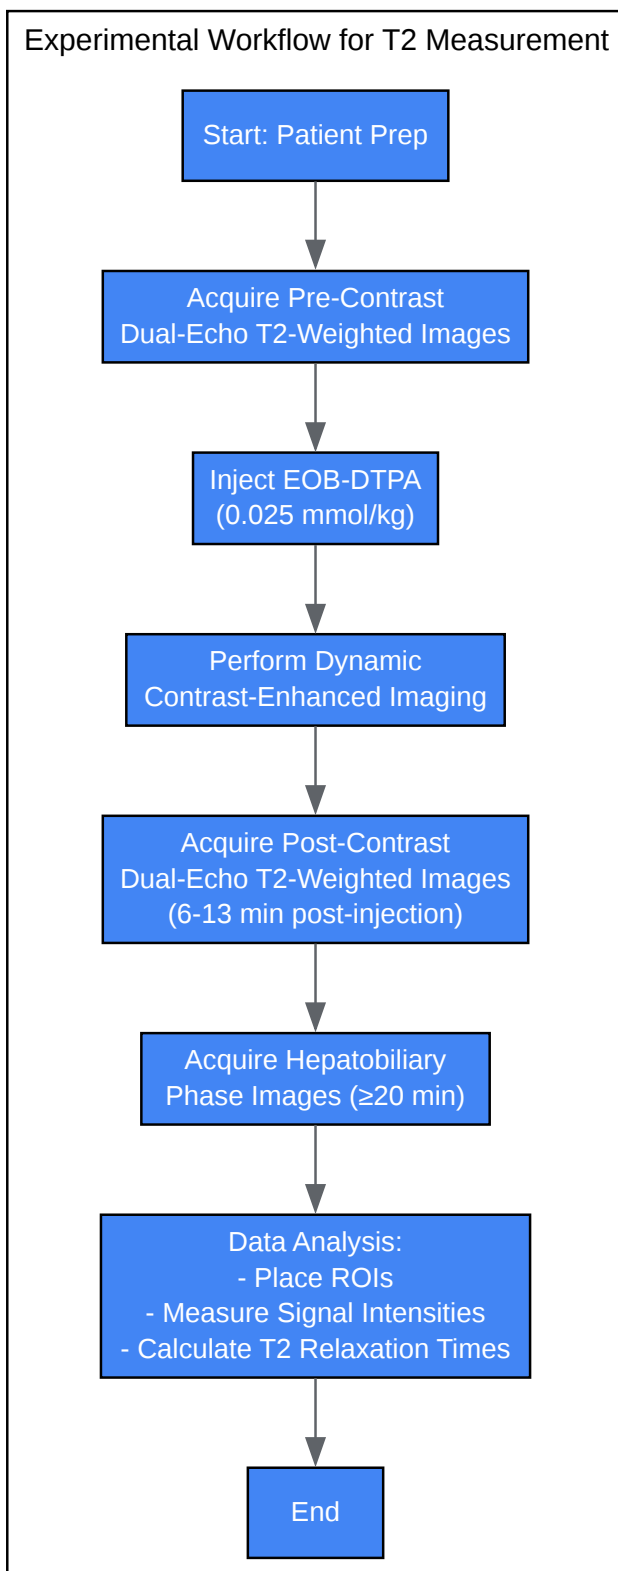 Experimental Workflow for T2 Measurement
Start: Patient Prep
Acquire Pre-Contrast
Dual-Echo T2-Weighted Images
Inject EOB-DTPA
(0.025 mmol/kg)
Perform Dynamic
Contrast-Enhanced Imaging
Acquire Post-Contrast
Dual-Echo T2-Weighted Images
(6-13 min post-injection)
Acquire Hepatobiliary
Phase Images (≥20 min)
Data Analysis:
- Place ROIs
- Measure Signal Intensities
- Calculate T2 Relaxation Times
End